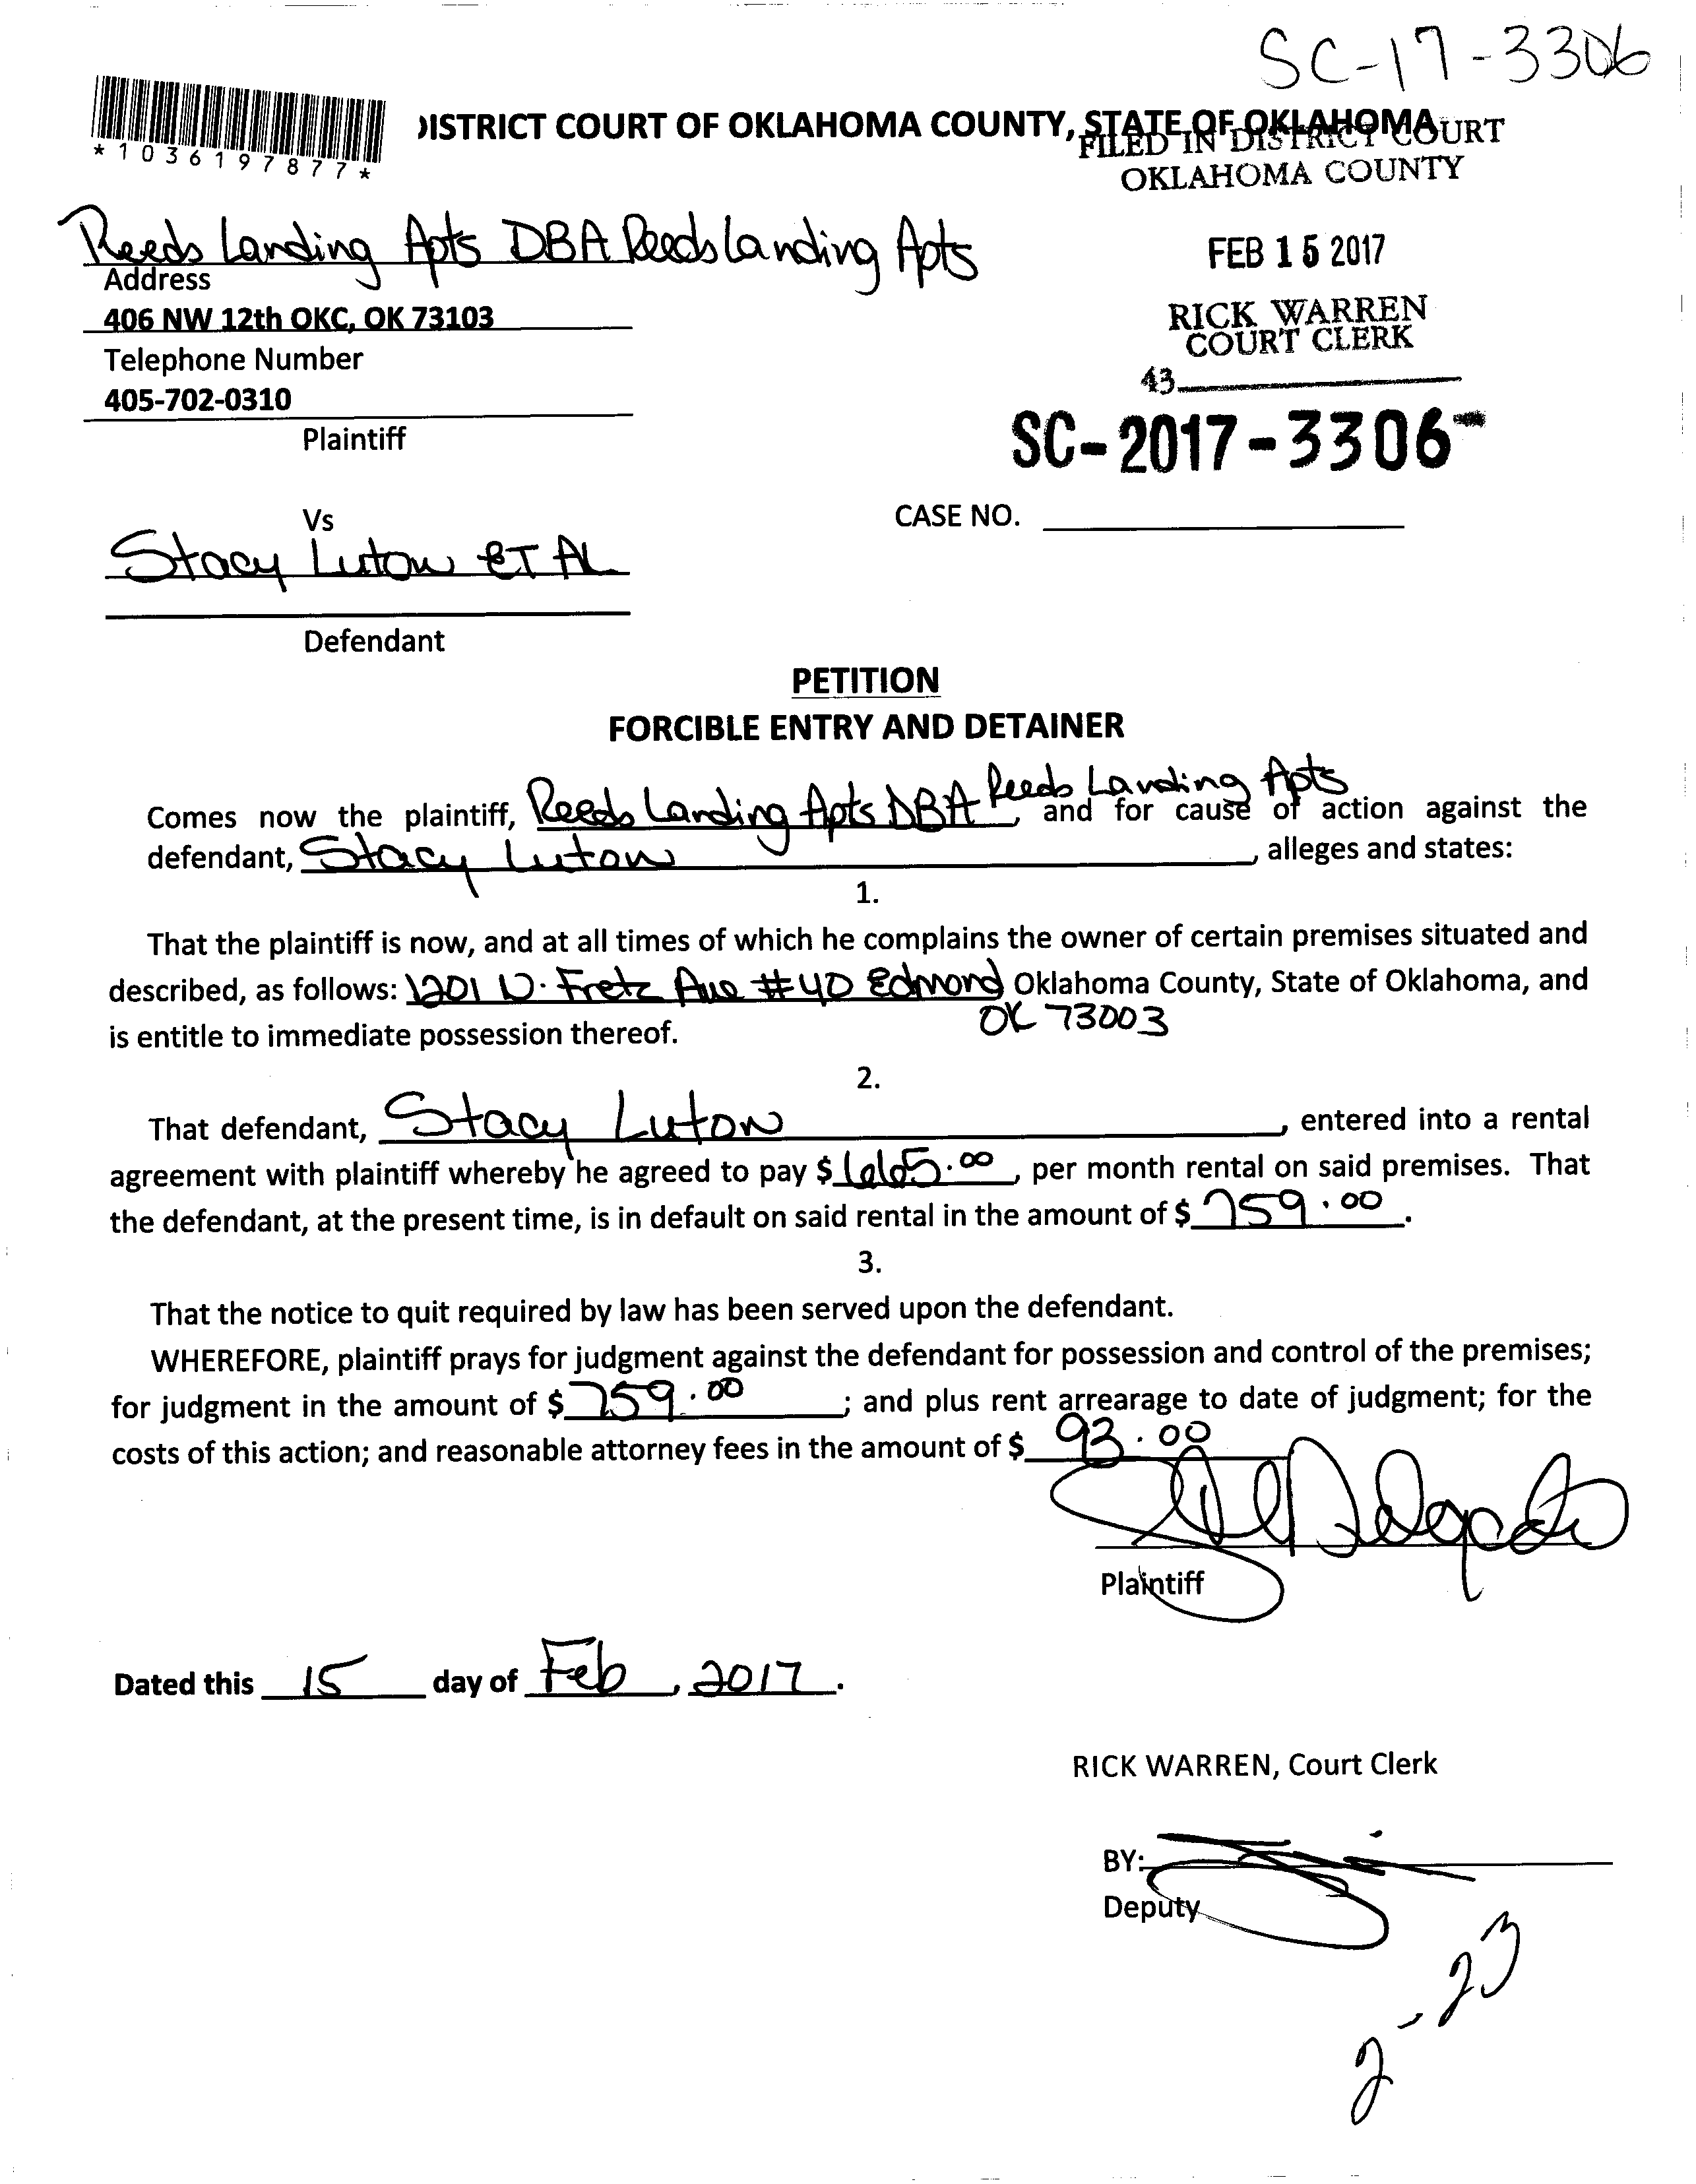 SC-17-3306
*1036197877*
DISTRICT COURT OF OKLAHOMA COUNTY, STATE OF OKLAHOMA
FILED IN DISTRICT COURT
OKLAHOMA COUNTY
Reeds Landing Apts DBA Reeds Landing Apts
FEB 15 2017
Address
406 NW 12th OKC, OK 73103
RICK WARREN
COURT CLERK
Telephone Number
43
405-702-0310
Plaintiff
SC-2017-3306
Vs
CASE NO.
Stacy Luton ET AL
Defendant
PETITION
FORCIBLE ENTRY AND DETAINER
Comes now the plaintiff, Reeds Landing Apts DBA Reeds Landing Apts, and for cause of action against the
defendant, Stacy Luton, alleges and states:
1.
That the plaintiff is now, and at all times of which he complains the owner of certain premises situated and
described, as follows: 1201 N. Fretz Ave #40 Edmond Oklahoma County, State of Oklahoma, and
OK 73003
is entitle to immediate possession thereof.
2.
That defendant, Stacy Luton, entered into a rental
agreement with plaintiff whereby he agreed to pay $ 665.00, per month rental on said premises. That
the defendant, at the present time, is in default on said rental in the amount of $ 759.00.
3.
That the notice to quit required by law has been served upon the defendant.
WHEREFORE, plaintiff prays for judgment against the defendant for possession and control of the premises;
for judgment in the amount of $ 759.00; and plus rent arrearage to date of judgment; for the
costs of this action; and reasonable attorney fees in the amount of $ 93.00
Plaintiff
Dated this 15 day of Feb, 2017.
RICK WARREN, Court Clerk
BY:
Deputy
2-23